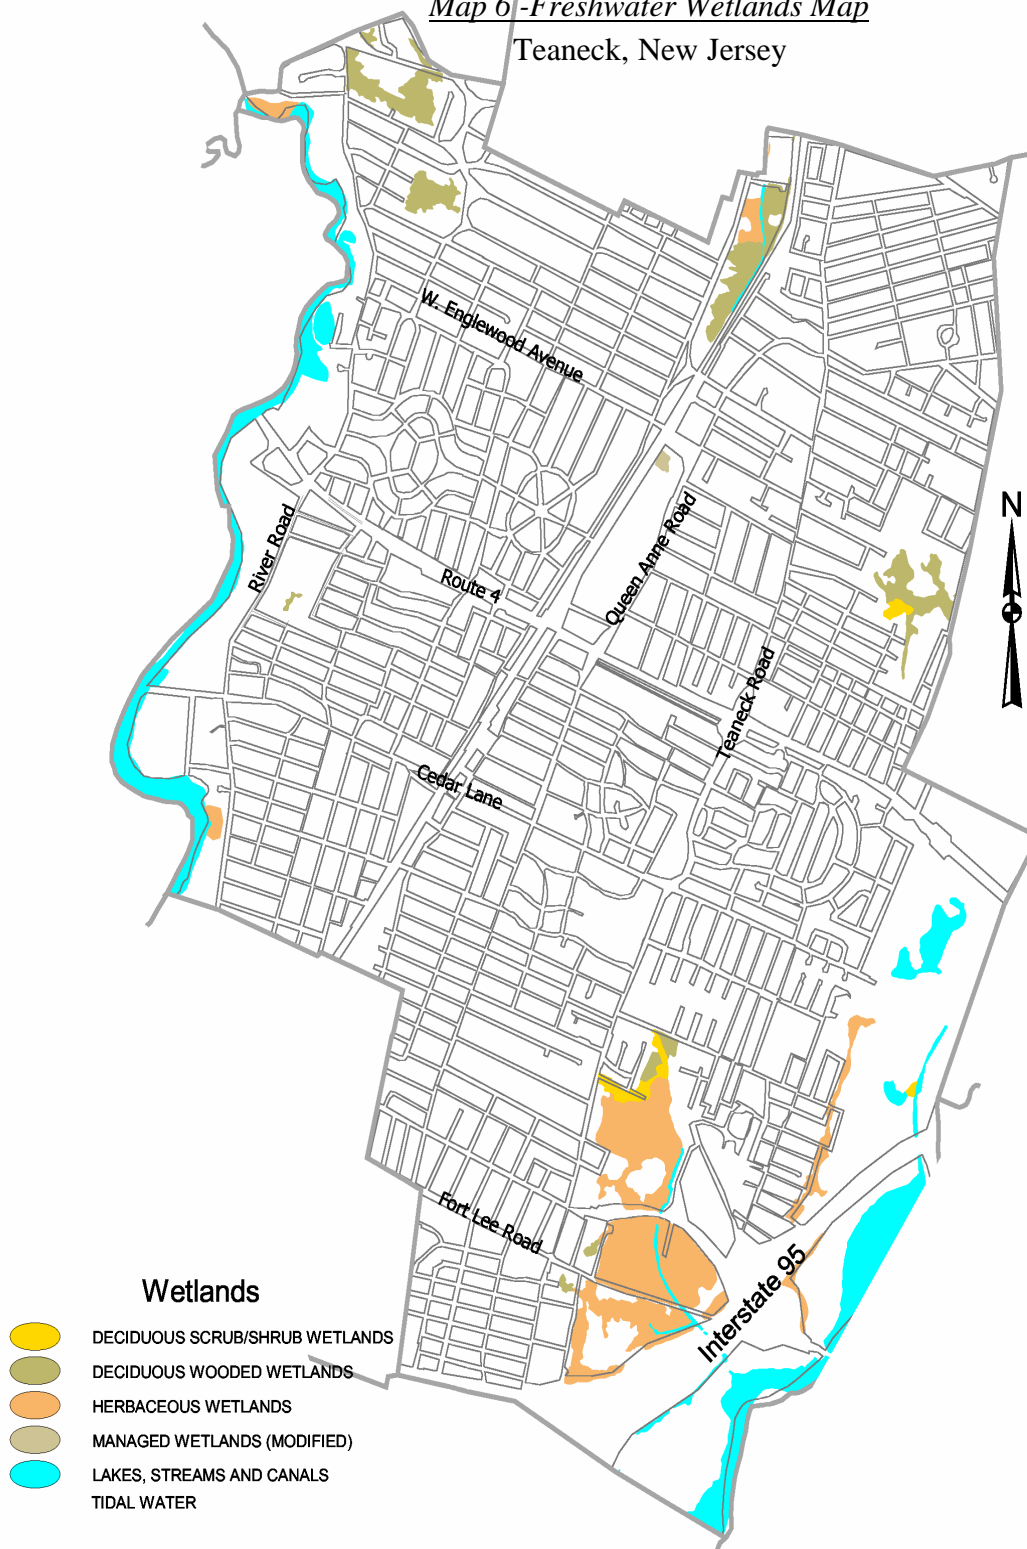 Map 6 -Freshwater Wetlands Map
Teaneck, New Jersey
W. Englewood Avenue
N
River Road
Queen Anne Road
Route 4
Teaneck Road
Cedar Lane
Fort Lee Road
Interstate 95
Wetlands
DECIDUOUS SCRUB/SHRUB WETLANDS
DECIDUOUS WOODED WETLANDS
HERBACEOUS WETLANDS
MANAGED WETLANDS (MODIFIED)
LAKES, STREAMS AND CANALS
TIDAL WATER